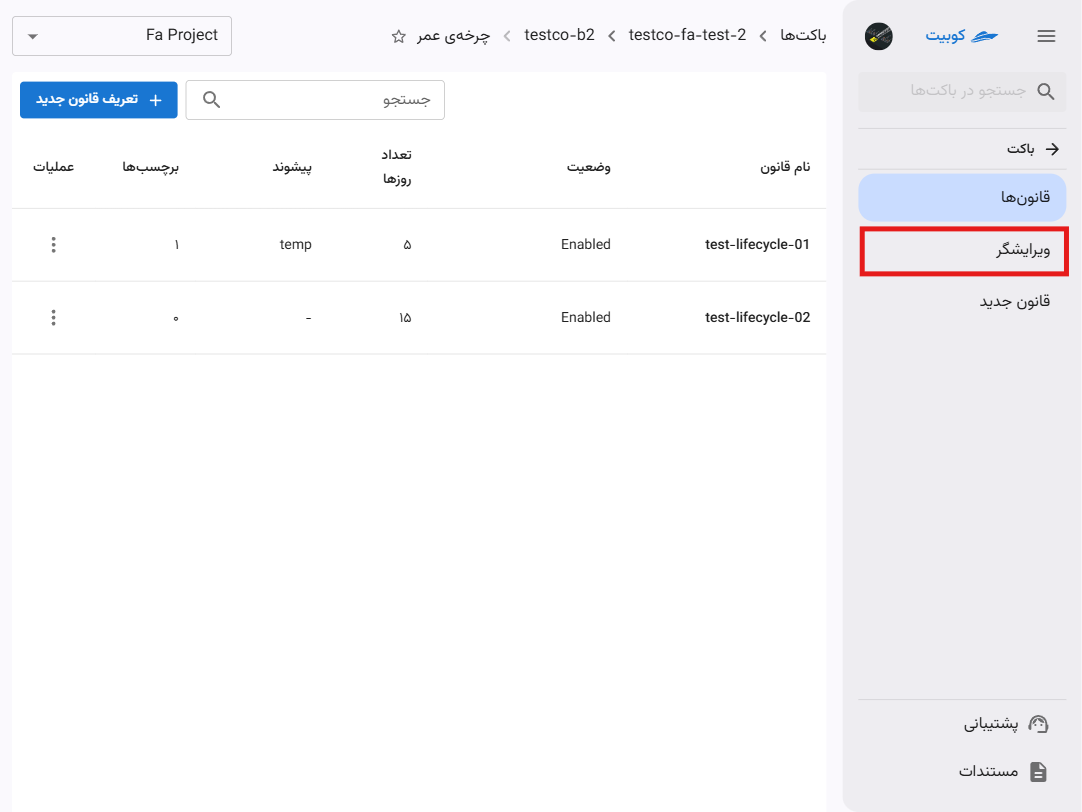 کوبیت
جستجو در باکت‌ها
باکت
قانون‌ها
ویرایشگر
قانون جدید
پشتیبانی
مستندات
باکت‌ها
testco-fa-test-2
testco-b2
چرخه‌ی عمر
Fa Project
جستجو
تعریف قانون جدید
نام قانون
وضعیت
تعداد
روزها
پیشوند
برچسب‌ها
عملیات
test-lifecycle-01 Enabled ۵ temp ۱
test-lifecycle-02 Enabled ۱۵ - ۰